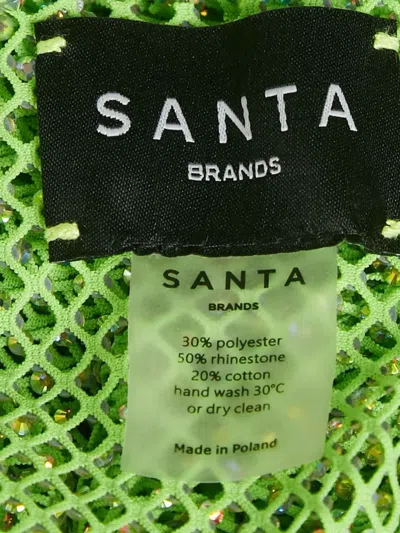 SANTA
BRANDS
SANTA
BRANDS
30% polyester
50% rhinestone
20% cotton
hand wash 30°C
or dry clean
Made in Poland